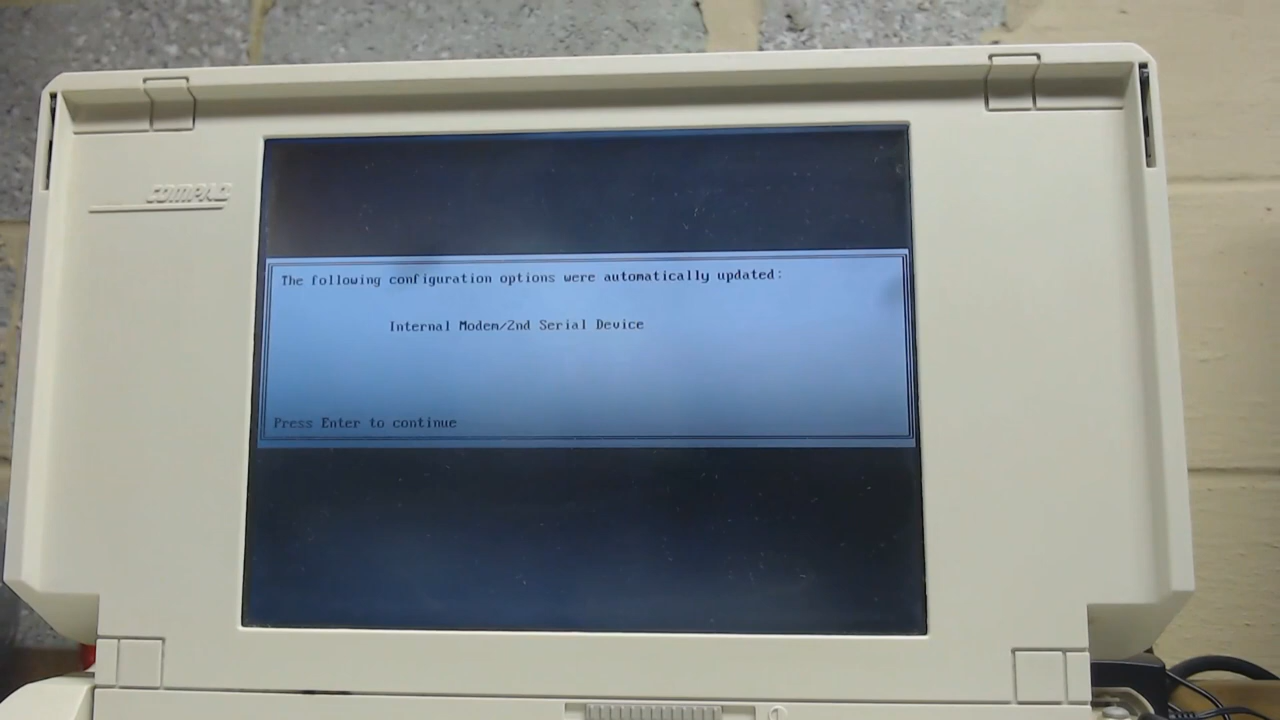 COMPAQ
The following configuration options were automatically updated:
Internal Modem/2nd Serial Device
Press Enter to continue